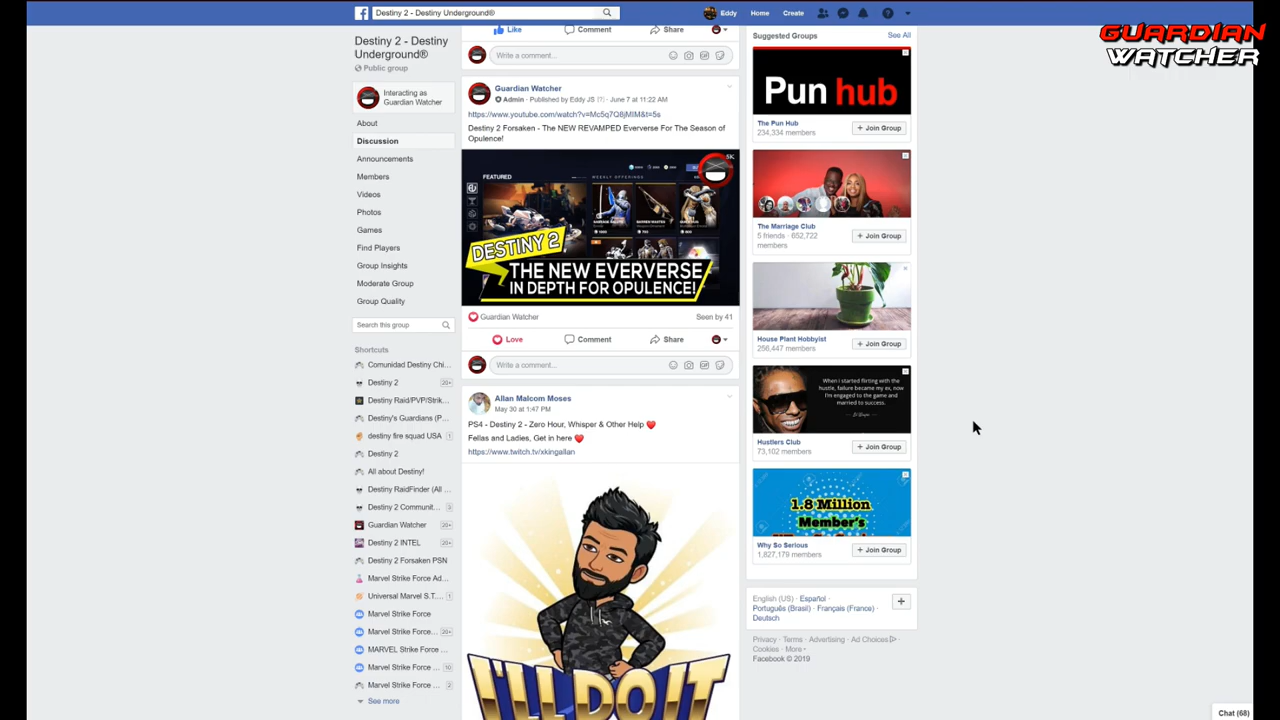 Destiny 2 - Destiny Underground®
Eddy
Home
Create
GUARDIAN
WATCHER
Destiny 2 - Destiny
Underground®
Public group
Interacting as
Guardian Watcher
About
Discussion
Announcements
Members
Videos
Photos
Games
Find Players
Group Insights
Moderate Group
Group Quality
Search this group
Shortcuts
Comunidad Destiny Chi...
Destiny 2 20+
Destiny Raid/PVP/Strik...
Destiny's Guardians (P...
destiny fire squad USA 1
Destiny 2
All about Destiny!
Destiny RaidFinder (All ...
Destiny 2 Communit... 3
Guardian Watcher 20+
Destiny 2 INTEL 20+
Destiny 2 Forsaken PSN
Marvel Strike Force Ad...
Universal Marvel S.T.... 1
Marvel Strike Force
Marvel Strike Force... 20+
MARVEL Strike Force ...
Marvel Strike Force ... 10
Marvel Strike Force ... 2
See more
Like Comment Share
Write a comment...
Guardian Watcher
Admin · Published by Eddy JS · June 7 at 11:22 AM
Destiny 2 Forsaken - The NEW REVAMPED Eververse For The Season of
Opulence!
FEATURED
WEEKLY OFFERINGS
DESTINY 2
THE NEW EVERVERSE
IN DEPTH FOR OPULENCE!
Guardian Watcher Seen by 41
Love Comment Share
Write a comment...
Allan Malcom Moses
May 30 at 1:47 PM
PS4 - Destiny 2 - Zero Hour, Whisper & Other Help ❤
Fellas and Ladies, Get in here ❤
https://www.twitch.tv/xkingallan
I'LL DO IT
Suggested Groups See All
Pun hub
The Pun Hub
234,334 members
+ Join Group
The Marriage Club
5 friends · 652,722
members
+ Join Group
House Plant Hobbyist
256,447 members
+ Join Group
When I started flirting with the
hustle, failure became my ex, now
I'm engaged to the game and
married to success.
Hustlers Club
73,102 members
+ Join Group
1.8 Million
Member's
Why So Serious
1,827,179 members
+ Join Group
English (US) · Español ·
Português (Brasil) · Français (France) ·
Deutsch
Privacy · Terms · Advertising · Ad Choices ·
Cookies · More
Facebook © 2019
Chat (68)